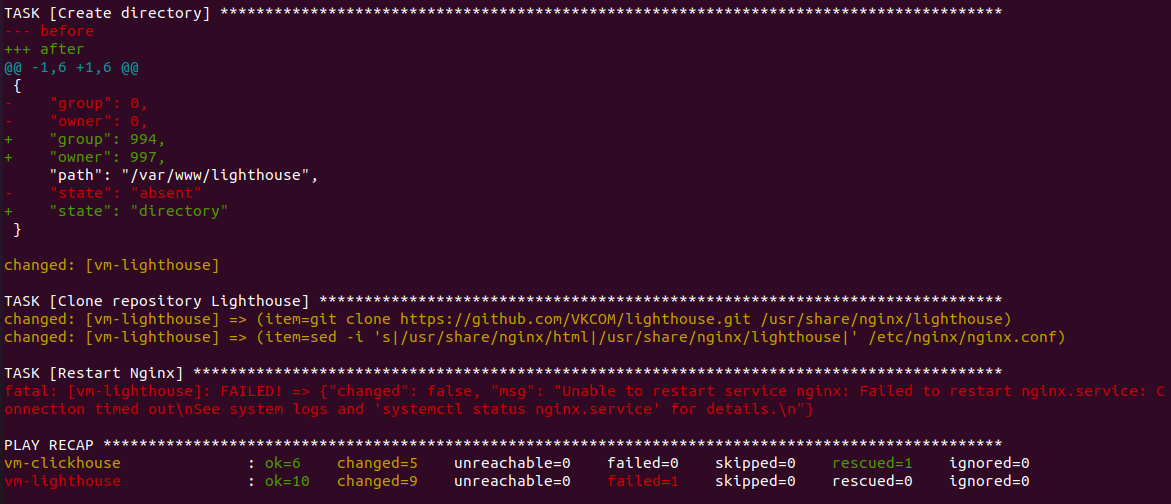 TASK [Create directory] ***************************************************************************************
--- before
+++ after
@@ -1,6 +1,6 @@
 {
-    "group": 0,
-    "owner": 0,
+    "group": 994,
+    "owner": 997,
     "path": "/var/www/lighthouse",
-    "state": "absent"
+    "state": "directory"
 }
changed: [vm-lighthouse]
TASK [Clone repository Lighthouse] ****************************************************************************
changed: [vm-lighthouse] => (item=git clone https://github.com/VKCOM/lighthouse.git /usr/share/nginx/lighthouse)
changed: [vm-lighthouse] => (item=sed -i 's|/usr/share/nginx/html|/usr/share/nginx/lighthouse|' /etc/nginx/nginx.conf)
TASK [Restart Nginx] ******************************************************************************************
fatal: [vm-lighthouse]: FAILED! => {"changed": false, "msg": "Unable to restart service nginx: Failed to restart nginx.service: C
onnection timed out\nSee system logs and 'systemctl status nginx.service' for details.\n"}
PLAY RECAP ****************************************************************************************************
vm-clickhouse              : ok=6    changed=5    unreachable=0    failed=0    skipped=0    rescued=1    ignored=0
vm-lighthouse              : ok=10   changed=9    unreachable=0    failed=1    skipped=0    rescued=0    ignored=0